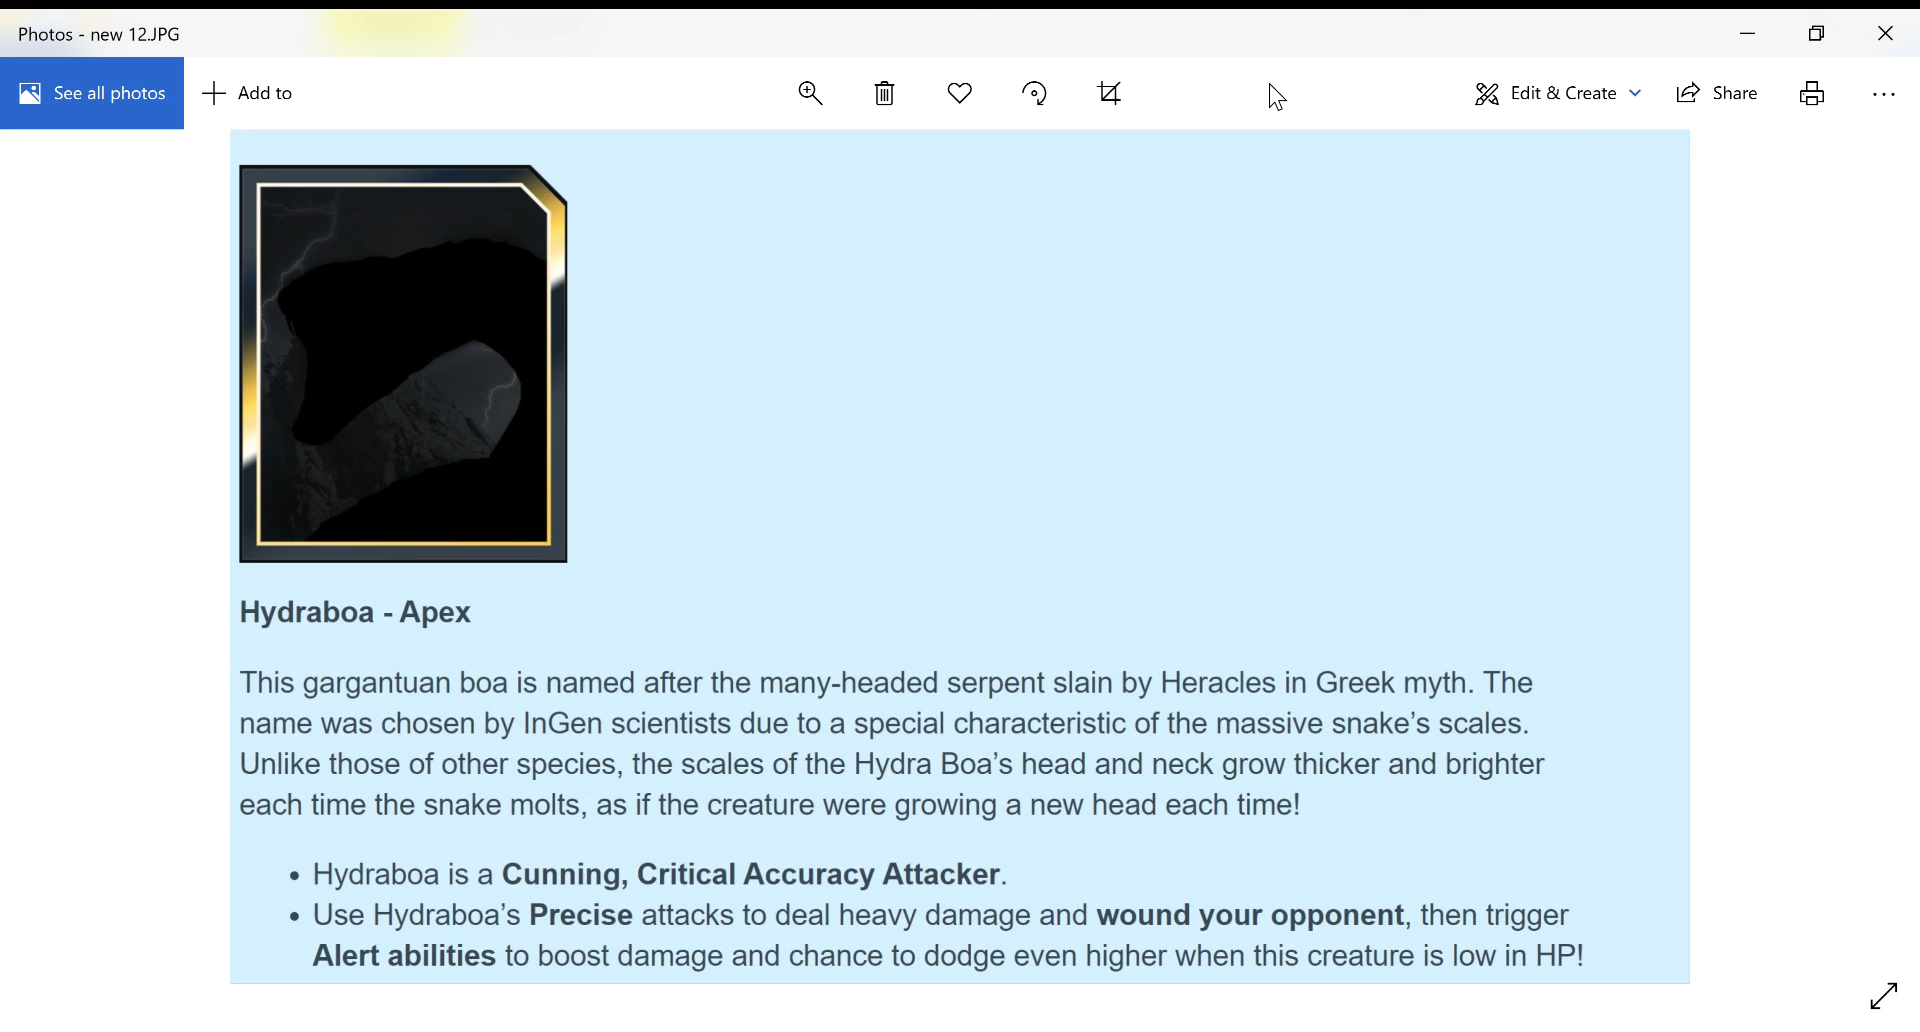 Photos - new 12.JPG
See all photos
Add to
Edit & Create
Share
Hydraboa - Apex
This gargantuan boa is named after the many-headed serpent slain by Heracles in Greek myth. The
name was chosen by InGen scientists due to a special characteristic of the massive snake’s scales.
Unlike those of other species, the scales of the Hydra Boa’s head and neck grow thicker and brighter
each time the snake molts, as if the creature were growing a new head each time!
• Hydraboa is a Cunning, Critical Accuracy Attacker.
• Use Hydraboa’s Precise attacks to deal heavy damage and wound your opponent, then trigger
Alert abilities to boost damage and chance to dodge even higher when this creature is low in HP!